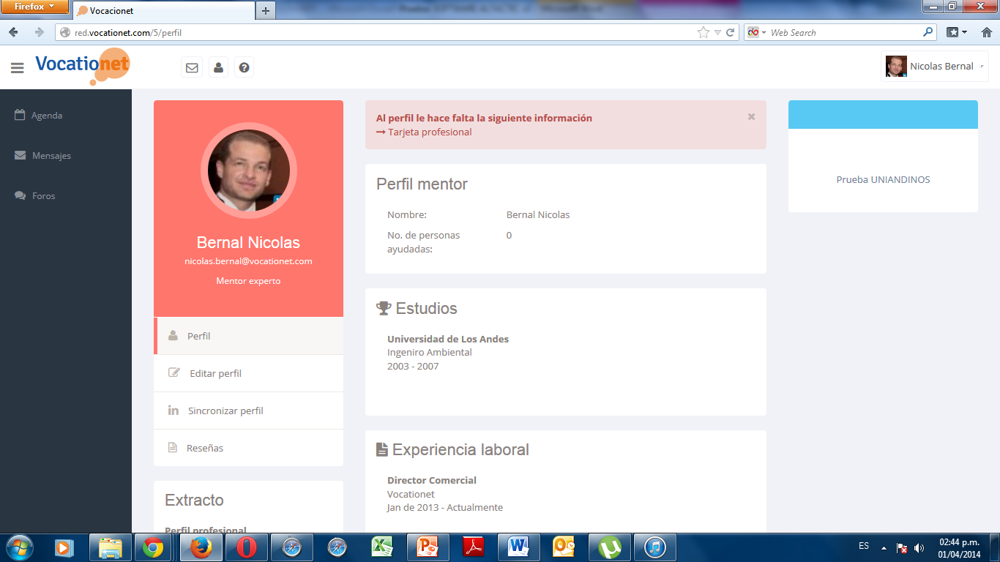 Firefox
Vocacionet
red.vocationet.com/5/perfil
Web Search
Vocationet
Nicolas Bernal
Agenda
Mensajes
Foros
Bernal Nicolas
nicolas.bernal@vocationet.com
Mentor experto
Perfil
Editar perfil
Sincronizar perfil
Reseñas
Extracto
Perfil profesional
Al perfil le hace falta la siguiente información
Tarjeta profesional
Perfil mentor
Nombre: Bernal Nicolas
No. de personas 0
ayudadas:
Estudios
Universidad de Los Andes
Ingeniro Ambiental
2003 - 2007
Experiencia laboral
Director Comercial
Vocationet
Jan de 2013 - Actualmente
Prueba UNIANDINOS
ES
02:44 p.m.
01/04/2014